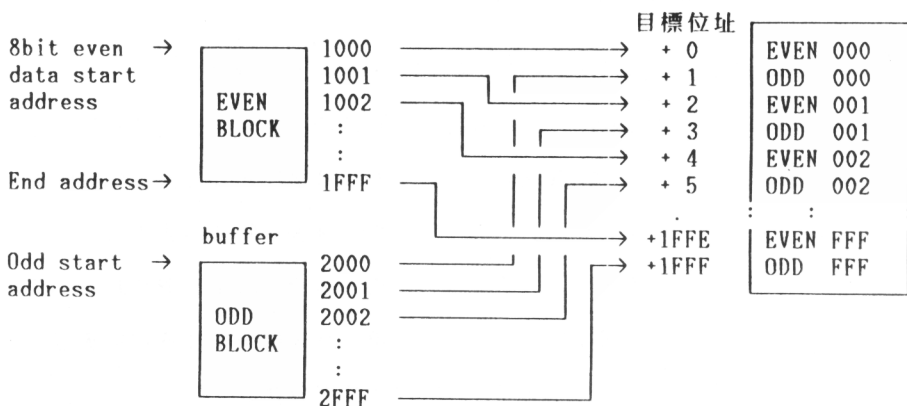 目標位址
8bit even → 1000 → + 0 EVEN 000
data start 1001 → + 1 ODD 000
address EVEN 1002 → + 2 EVEN 001
BLOCK : → + 3 ODD 001
: → + 4 EVEN 002
End address→ 1FFF → + 5 ODD 002
. : :
buffer → +1FFE EVEN FFF
Odd start → 2000 → +1FFF ODD FFF
address 2001
ODD 2002
BLOCK :
:
2FFF